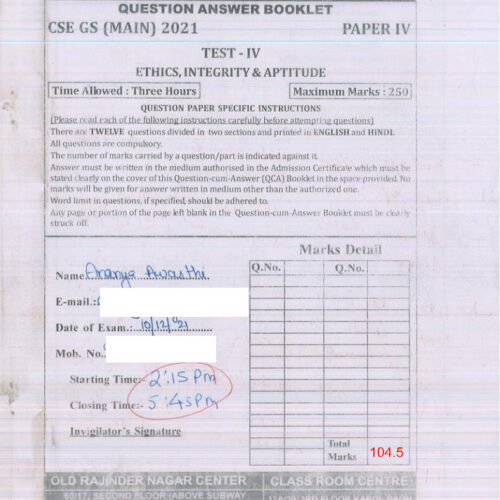 QUESTION ANSWER BOOKLET
CSE GS (MAIN) 2021 PAPER IV
TEST - IV
ETHICS, INTEGRITY & APTITUDE
Time Allowed : Three Hours Maximum Marks : 250
QUESTION PAPER SPECIFIC INSTRUCTIONS
(Please read each of the following instructions carefully before attempting questions)
There are TWELVE questions divided in two sections and printed in ENGLISH and HINDI.
All questions are compulsory.
The number of marks carried by a question/part is indicated against it.
Answer must be written in the medium authorised in the Admission Certificate which must be
stated clearly on the cover of this Question-cum-Answer (QCA) Booklet in the space provided. No
marks will be given for answer written in medium other than the authorized one.
Word limit in questions, if specified, should be adhered to.
Any page or portion of the page left blank in the Question-cum-Answer Booklet must be clearly
struck off.
Marks Detail
Q.No. Q.No.
Name Ananya Awasthi
E-mail.:
Date of Exam.: 10/12/21
Mob. No.
Starting Time:- 2:15 Pm
Closing Time:- 5:45 Pm
Invigilator's Signature
Total
Marks 104.5
OLD RAJINDER NAGAR CENTER CLASS ROOM CENTRE
60/17, SECOND FLOOR (ABOVE SUBWAY